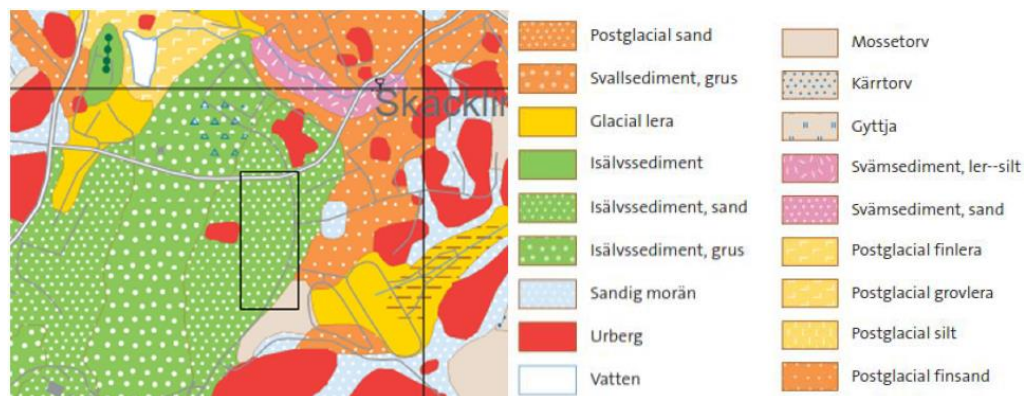 Skacklin
Postglacial sand
Svallsediment, grus
Glacial lera
Isälvssediment
Isälvssediment, sand
Isälvssediment, grus
Sandig morän
Urberg
Vatten
Mossetorv
Kärrtorv
Gyttja
Svämsediment, ler--silt
Svämsediment, sand
Postglacial finlera
Postglacial grovlera
Postglacial silt
Postglacial finsand